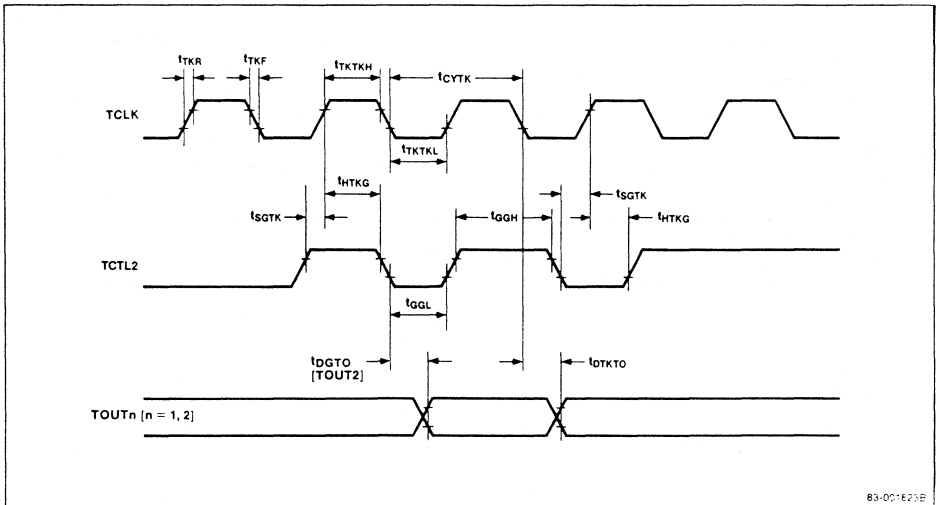 tTKR tTKF tTKTKH tCYTK
TCLK
tTKTKL
tHTKG tSGTK
tSGTK tGGH tHTKG
TCTL2
tGGL
tDGTO tDTKTO
[TOUT2]
TOUTn [n = 1, 2]
83-001623B